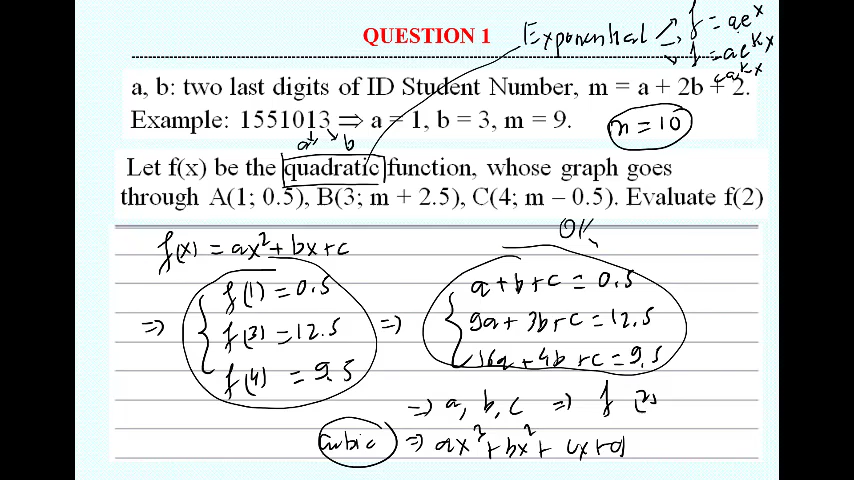 QUESTION 1
Exponential f = ae^x
f = ae^kx
ca^kx
a, b: two last digits of ID Student Number, m = a + 2b + 2.
Example: 1551013 ⇒ a = 1, b = 3, m = 9.
m = 10
a b
Let f(x) be the quadratic function, whose graph goes
through A(1; 0.5), B(3; m + 2.5), C(4; m – 0.5). Evaluate f(2)
OK
f(x) = ax² + bx + c
⇒ f(1) = 0.5 ⇒ a + b + c = 0.5
f(3) = 12.5 9a + 3b + c = 12.5
f(4) = 9.5 16a + 4b + c = 9.5
⇒ a, b, c ⇒ f (2)
cubic ⇒ ax³ + bx² + cx + d